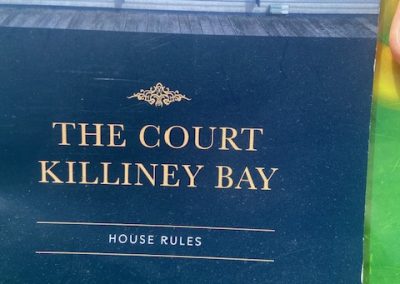 THE COURT
KILLINEY BAY
HOUSE RULES